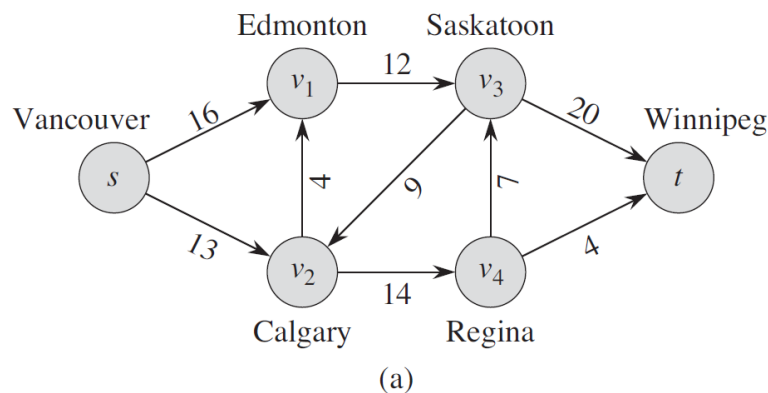 Edmonton Saskatoon
12
v1 v3
Vancouver 16 20 Winnipeg
s 4 9 7 t
13 4
v2 v4
14
Calgary Regina
(a)